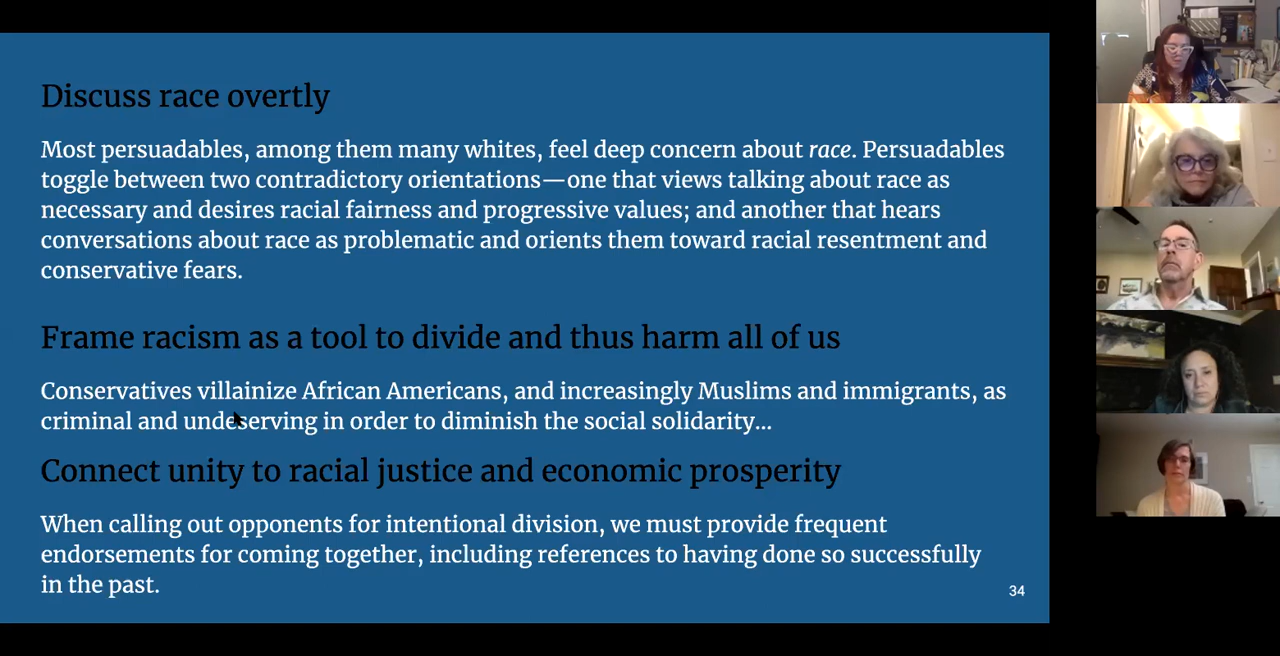 Discuss race overtly
Most persuadables, among them many whites, feel deep concern about race. Persuadables
toggle between two contradictory orientations—one that views talking about race as
necessary and desires racial fairness and progressive values; and another that hears
conversations about race as problematic and orients them toward racial resentment and
conservative fears.
Frame racism as a tool to divide and thus harm all of us
Conservatives villainize African Americans, and increasingly Muslims and immigrants, as
criminal and undeserving in order to diminish the social solidarity...
Connect unity to racial justice and economic prosperity
When calling out opponents for intentional division, we must provide frequent
endorsements for coming together, including references to having done so successfully
in the past.
34